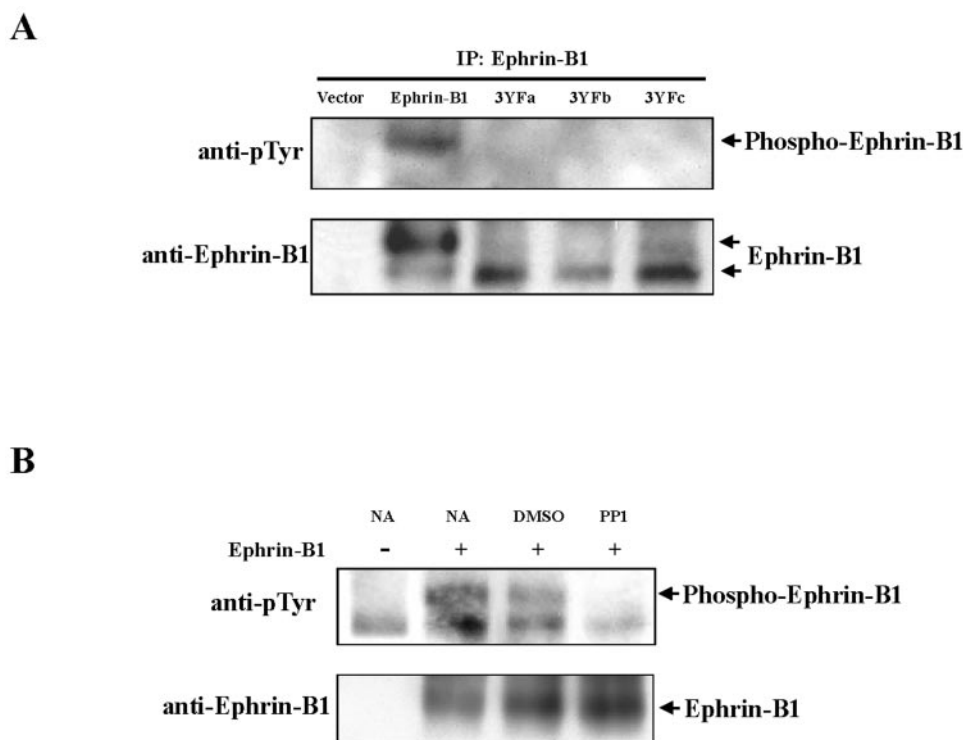 A
IP: Ephrin-B1
Vector Ephrin-B1 3YFa 3YFb 3YFc
anti-pTyr Phospho-Ephrin-B1
anti-Ephrin-B1 Ephrin-B1
B
NA NA DMSO PP1
Ephrin-B1 - + + +
anti-pTyr Phospho-Ephrin-B1
anti-Ephrin-B1 Ephrin-B1